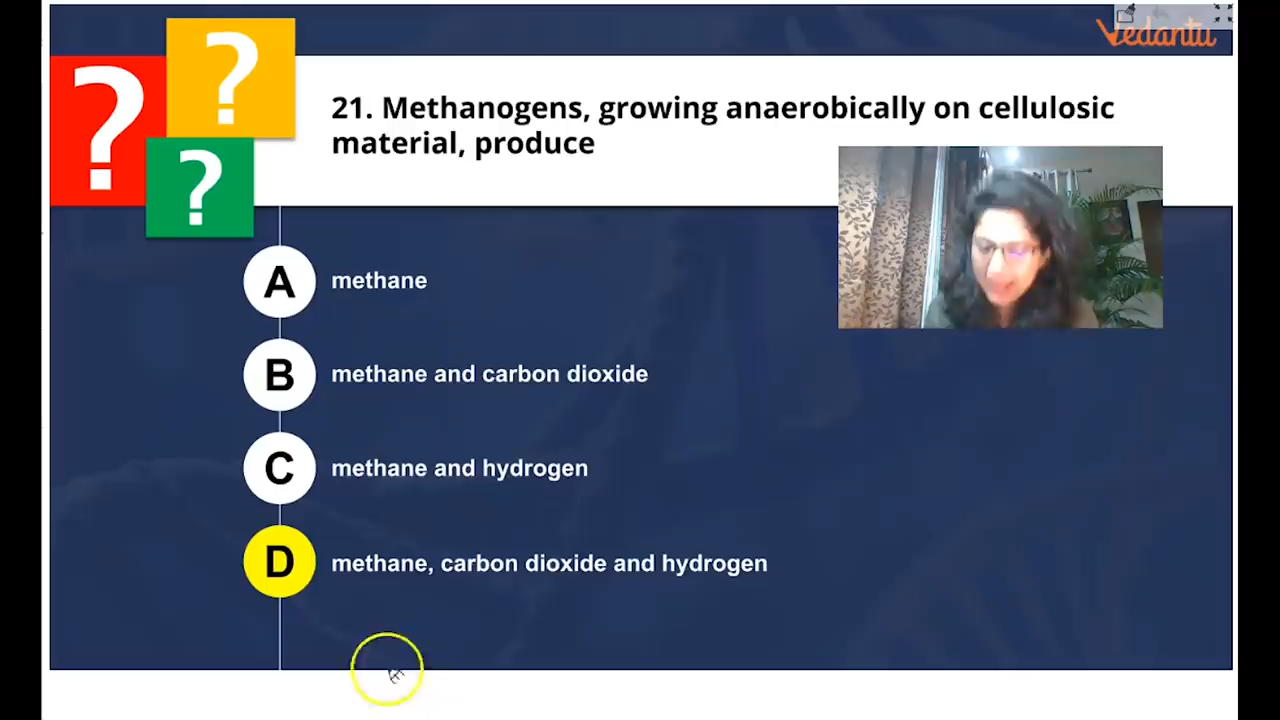 Vedantu
?
?
?
21. Methanogens, growing anaerobically on cellulosic
material, produce
A methane
B methane and carbon dioxide
C methane and hydrogen
D methane, carbon dioxide and hydrogen